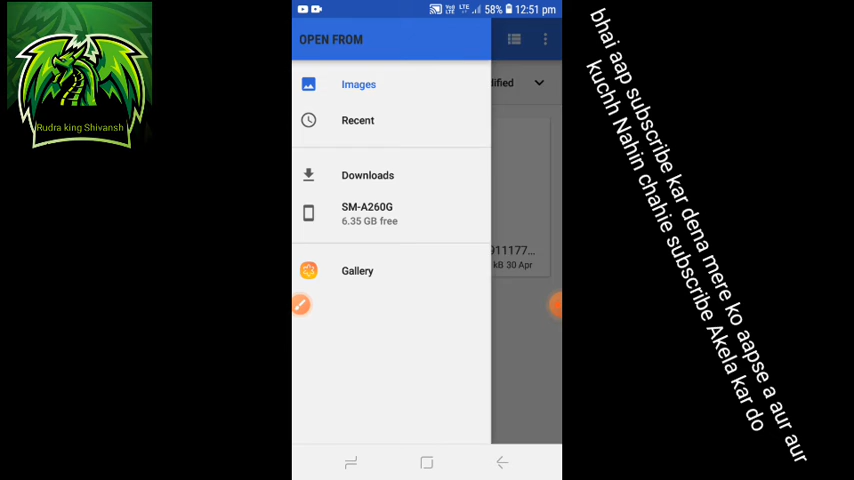 58% 12:51 pm
OPEN FROM
Images
dified
Recent
Downloads
SM-A260G
6.35 GB free
911177...
kB 30 Apr
Gallery
Rudra king Shivansh
bhai aap subscribe kar dena mere ko aapse a aur aur
kuchh Nahin chahie subscribe Akela kar do